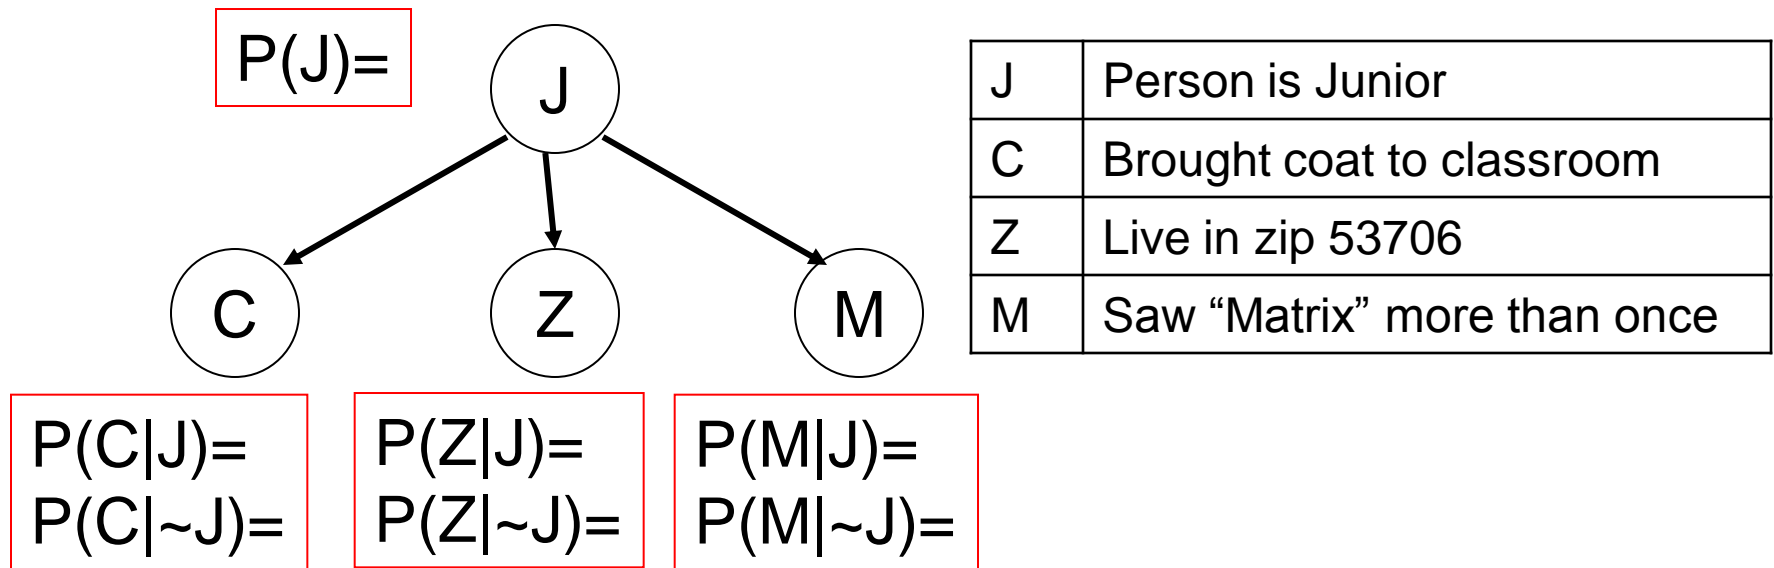 P(J)=
J
C
Z
M
P(C|J)=
P(C|~J)=
P(Z|J)=
P(Z|~J)=
P(M|J)=
P(M|~J)=
J Person is Junior
C Brought coat to classroom
Z Live in zip 53706
M Saw “Matrix” more than once